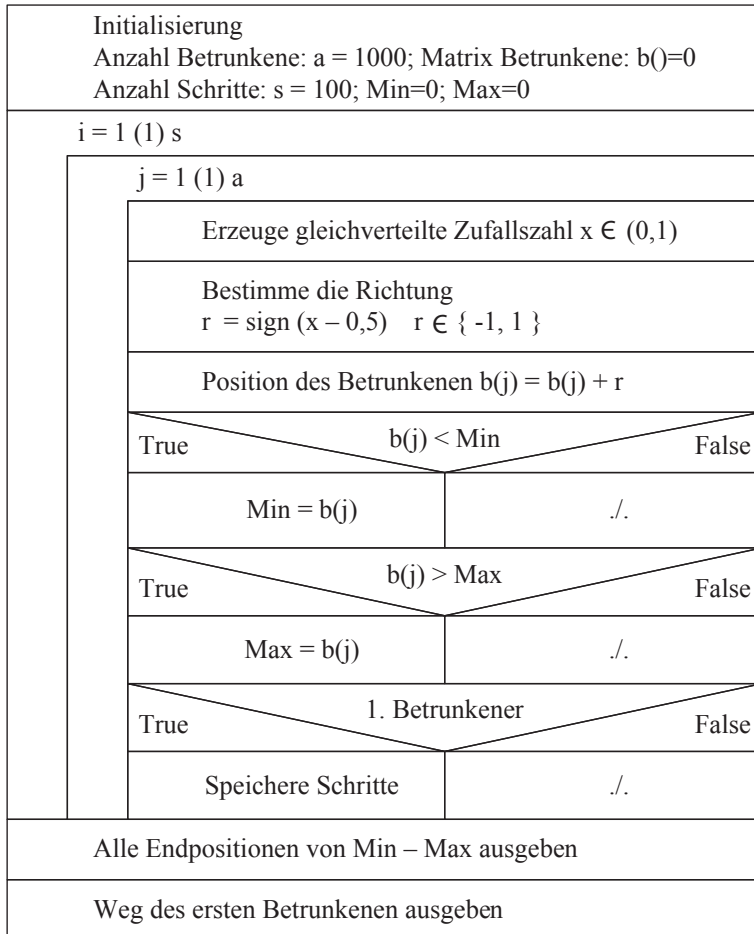 Initialisierung
Anzahl Betrunkene: a = 1000; Matrix Betrunkene: b()=0
Anzahl Schritte: s = 100; Min=0; Max=0
i = 1 (1) s
j = 1 (1) a
Erzeuge gleichverteilte Zufallszahl x ∈ (0,1)
Bestimme die Richtung
r = sign (x – 0,5) r ∈ { -1, 1 }
Position des Betrunkenen b(j) = b(j) + r
True b(j) < Min False
Min = b(j) ./.
True b(j) > Max False
Max = b(j) ./.
True 1. Betrunkener False
Speichere Schritte ./.
Alle Endpositionen von Min – Max ausgeben
Weg des ersten Betrunkenen ausgeben